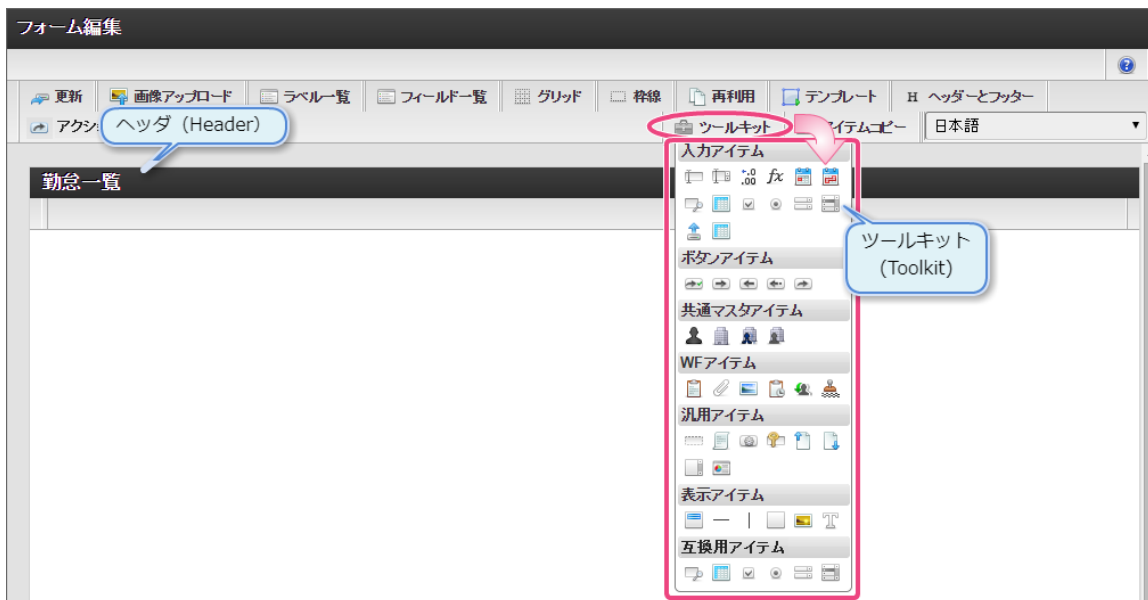 フォーム編集
更新 画像アップロード ラベル一覧 フィールド一覧 グリッド 枠線 再利用 テンプレート H ヘッダーとフッター
アクシ ツールキット アイテムコピー 日本語
ヘッダ (Header)
勤怠一覧
入力アイテム
.0 .00 fx
ツールキット
(Toolkit)
ボタンアイテム
共通マスタアイテム
WFアイテム
汎用アイテム
表示アイテム
T
互換用アイテム